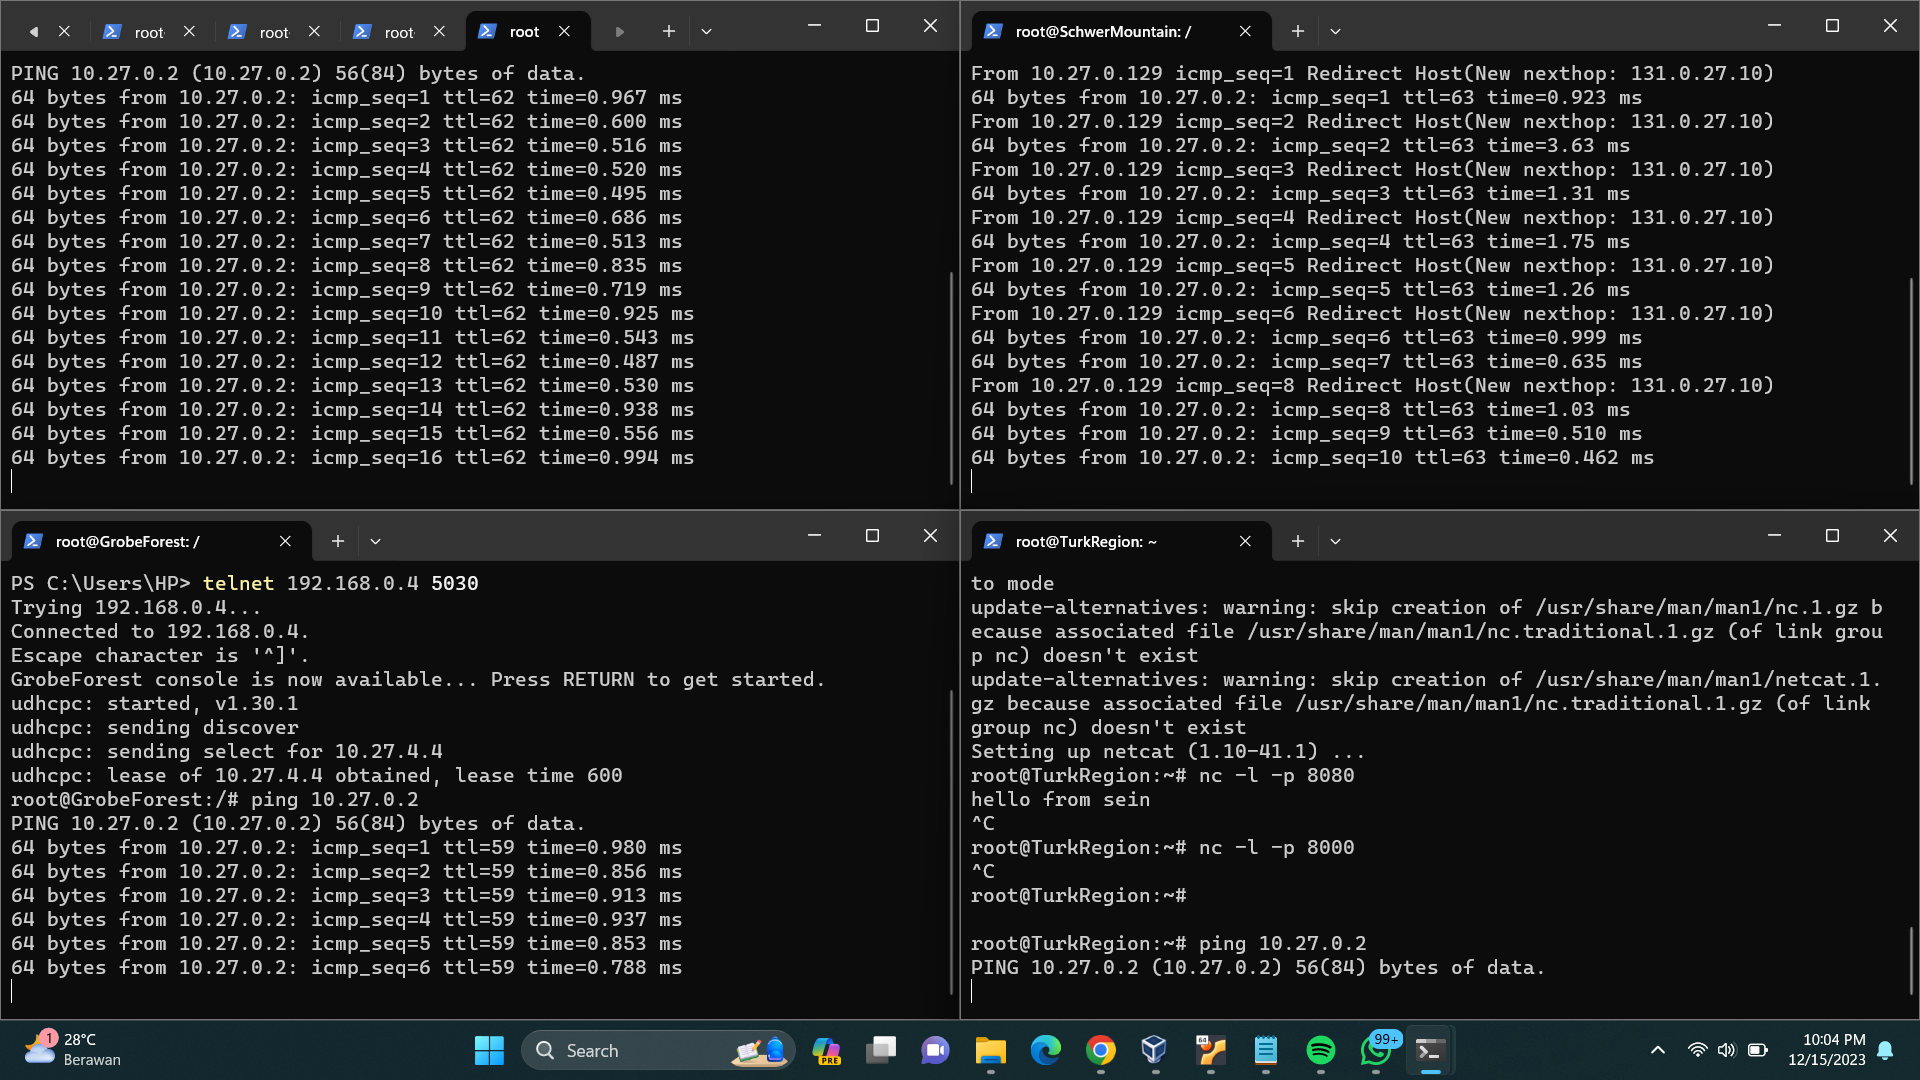 root
root
root
root
PING 10.27.0.2 (10.27.0.2) 56(84) bytes of data.
64 bytes from 10.27.0.2: icmp_seq=1 ttl=62 time=0.967 ms
64 bytes from 10.27.0.2: icmp_seq=2 ttl=62 time=0.600 ms
64 bytes from 10.27.0.2: icmp_seq=3 ttl=62 time=0.516 ms
64 bytes from 10.27.0.2: icmp_seq=4 ttl=62 time=0.520 ms
64 bytes from 10.27.0.2: icmp_seq=5 ttl=62 time=0.495 ms
64 bytes from 10.27.0.2: icmp_seq=6 ttl=62 time=0.686 ms
64 bytes from 10.27.0.2: icmp_seq=7 ttl=62 time=0.513 ms
64 bytes from 10.27.0.2: icmp_seq=8 ttl=62 time=0.835 ms
64 bytes from 10.27.0.2: icmp_seq=9 ttl=62 time=0.719 ms
64 bytes from 10.27.0.2: icmp_seq=10 ttl=62 time=0.925 ms
64 bytes from 10.27.0.2: icmp_seq=11 ttl=62 time=0.543 ms
64 bytes from 10.27.0.2: icmp_seq=12 ttl=62 time=0.487 ms
64 bytes from 10.27.0.2: icmp_seq=13 ttl=62 time=0.530 ms
64 bytes from 10.27.0.2: icmp_seq=14 ttl=62 time=0.938 ms
64 bytes from 10.27.0.2: icmp_seq=15 ttl=62 time=0.556 ms
64 bytes from 10.27.0.2: icmp_seq=16 ttl=62 time=0.994 ms
root@SchwerMountain: /
From 10.27.0.129 icmp_seq=1 Redirect Host(New nexthop: 131.0.27.10)
64 bytes from 10.27.0.2: icmp_seq=1 ttl=63 time=0.923 ms
From 10.27.0.129 icmp_seq=2 Redirect Host(New nexthop: 131.0.27.10)
64 bytes from 10.27.0.2: icmp_seq=2 ttl=63 time=3.63 ms
From 10.27.0.129 icmp_seq=3 Redirect Host(New nexthop: 131.0.27.10)
64 bytes from 10.27.0.2: icmp_seq=3 ttl=63 time=1.31 ms
From 10.27.0.129 icmp_seq=4 Redirect Host(New nexthop: 131.0.27.10)
64 bytes from 10.27.0.2: icmp_seq=4 ttl=63 time=1.75 ms
From 10.27.0.129 icmp_seq=5 Redirect Host(New nexthop: 131.0.27.10)
64 bytes from 10.27.0.2: icmp_seq=5 ttl=63 time=1.26 ms
From 10.27.0.129 icmp_seq=6 Redirect Host(New nexthop: 131.0.27.10)
64 bytes from 10.27.0.2: icmp_seq=6 ttl=63 time=0.999 ms
64 bytes from 10.27.0.2: icmp_seq=7 ttl=63 time=0.635 ms
From 10.27.0.129 icmp_seq=8 Redirect Host(New nexthop: 131.0.27.10)
64 bytes from 10.27.0.2: icmp_seq=8 ttl=63 time=1.03 ms
64 bytes from 10.27.0.2: icmp_seq=9 ttl=63 time=0.510 ms
64 bytes from 10.27.0.2: icmp_seq=10 ttl=63 time=0.462 ms
root@GrobeForest: /
PS C:\Users\HP> telnet 192.168.0.4 5030
Trying 192.168.0.4...
Connected to 192.168.0.4.
Escape character is '^]'.
GrobeForest console is now available... Press RETURN to get started.
udhcpc: started, v1.30.1
udhcpc: sending discover
udhcpc: sending select for 10.27.4.4
udhcpc: lease of 10.27.4.4 obtained, lease time 600
root@GrobeForest:/# ping 10.27.0.2
PING 10.27.0.2 (10.27.0.2) 56(84) bytes of data.
64 bytes from 10.27.0.2: icmp_seq=1 ttl=59 time=0.980 ms
64 bytes from 10.27.0.2: icmp_seq=2 ttl=59 time=0.856 ms
64 bytes from 10.27.0.2: icmp_seq=3 ttl=59 time=0.913 ms
64 bytes from 10.27.0.2: icmp_seq=4 ttl=59 time=0.937 ms
64 bytes from 10.27.0.2: icmp_seq=5 ttl=59 time=0.853 ms
64 bytes from 10.27.0.2: icmp_seq=6 ttl=59 time=0.788 ms
root@TurkRegion: ~
to mode
update-alternatives: warning: skip creation of /usr/share/man/man1/nc.1.gz b
ecause associated file /usr/share/man/man1/nc.traditional.1.gz (of link grou
p nc) doesn't exist
update-alternatives: warning: skip creation of /usr/share/man/man1/netcat.1.
gz because associated file /usr/share/man/man1/nc.traditional.1.gz (of link
group nc) doesn't exist
Setting up netcat (1.10-41.1) ...
root@TurkRegion:~# nc -l -p 8080
hello from sein
^C
root@TurkRegion:~# nc -l -p 8000
^C
root@TurkRegion:~#
root@TurkRegion:~# ping 10.27.0.2
PING 10.27.0.2 (10.27.0.2) 56(84) bytes of data.
1
28°C
Berawan
Search
PRE
64
99+
10:04 PM
12/15/2023